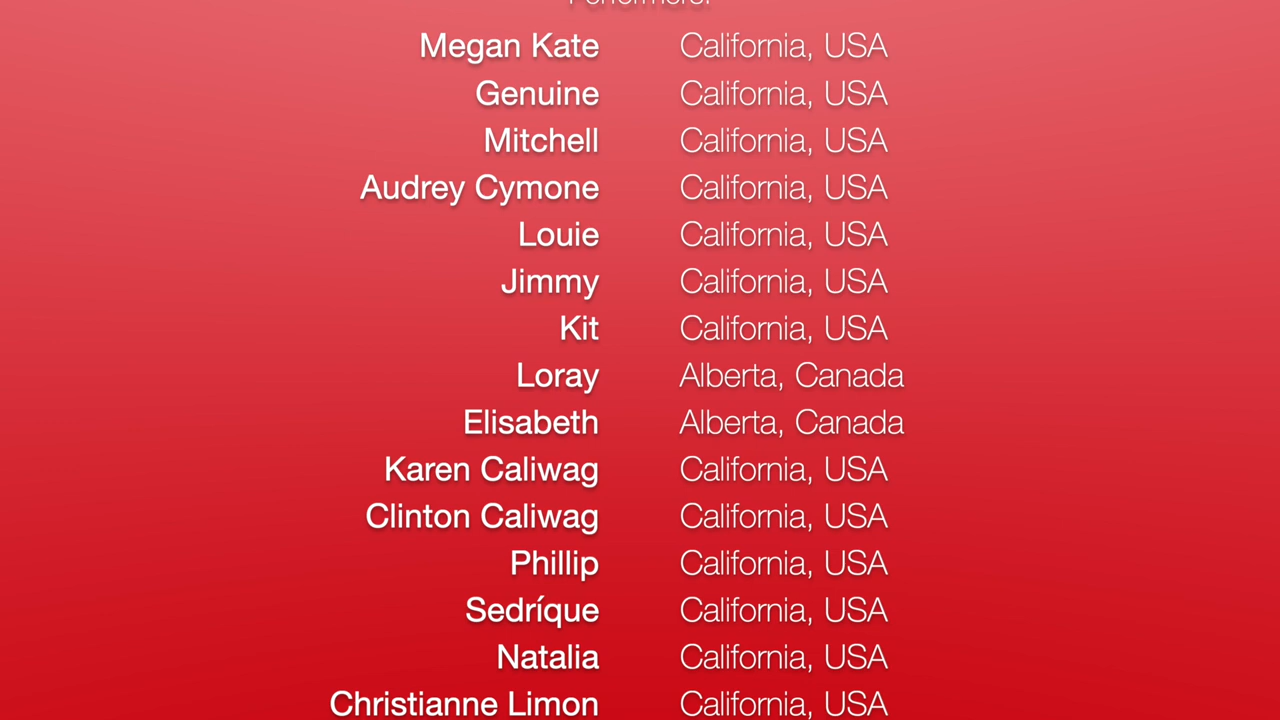 Performers:
Megan Kate California, USA
Genuine California, USA
Mitchell California, USA
Audrey Cymone California, USA
Louie California, USA
Jimmy California, USA
Kit California, USA
Loray Alberta, Canada
Elisabeth Alberta, Canada
Karen Caliwag California, USA
Clinton Caliwag California, USA
Phillip California, USA
Sedríque California, USA
Natalia California, USA
Christianne Limon California, USA